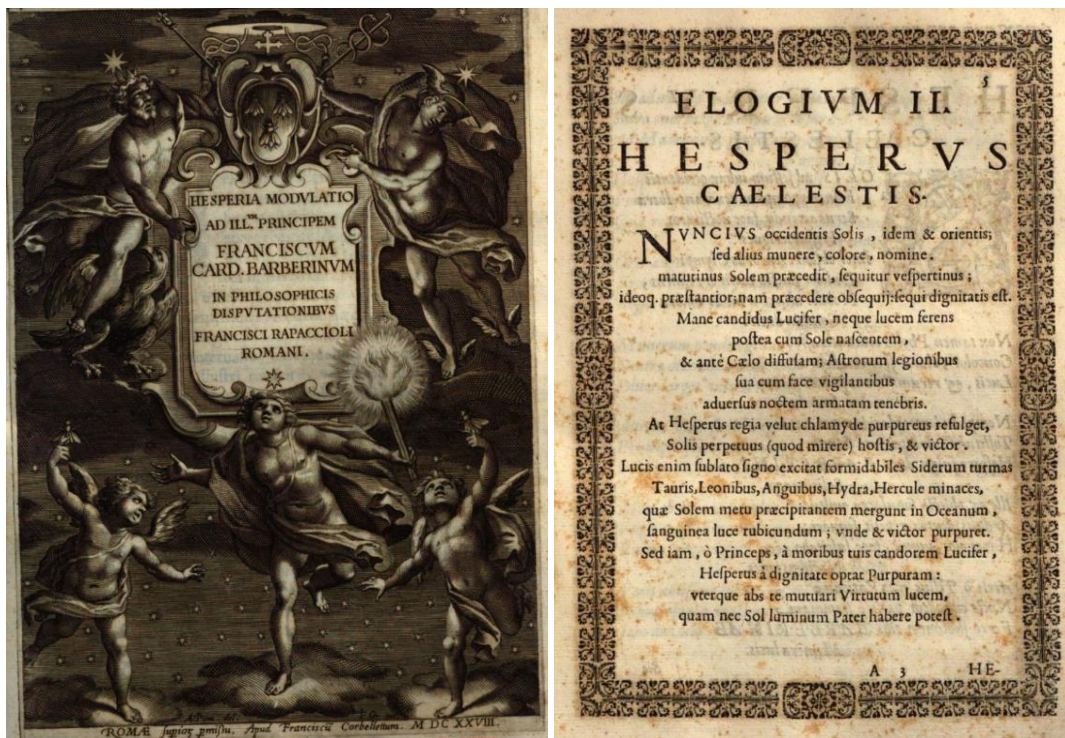 HESPERIA MODVLATIO
AD ILL.VM PRINCIPEM
FRANCISCVM
CARD. BARBERINVM
IN PHILOSOPHICIS
DISPVTATIONIBVS
FRANCISCI RAPACCIOLI
ROMANI.
ROMÆ supior pmissu, Apud Franciscū Corbellettum. M DC XXVIII.
5
ELOGIVM II.
HESPERVS
CAELESTIS.
NVNCIVS occidentis Solis, idem & orientis;
sed alius munere, colore, nomine.
matutinus Solem præcedit, sequitur vespertinus;
ideoq. præstantior; nam præcedere obsequij: sequi dignitatis est.
Mane candidus Lucifer, neque lucem ferens
postea cum Sole nascentem,
& antè Cælo diffusam; Astrorum legionibus
sua cum face vigilantibus
aduersus noctem armatam tenebris.
At Hesperus regia velut chlamyde purpureus refulget,
Solis perpetuus (quod mirere) hostis, & victor.
Lucis enim sublato signo excitat formidabiles Siderum turmas
Tauris, Leonibus, Anguibus, Hydra, Hercule minaces,
quæ Solem metu præcipitantem mergunt in Oceanum,
sanguinea luce rubicundum; vnde & victor purpuret.
Sed iam, ò Princeps, à moribus tuis candorem Lucifer,
Hesperus à dignitate optat Purpuram:
vterque abs te mutuari Virtutum lucem,
quam nec Sol luminum Pater habere potest.
A 3 HE-